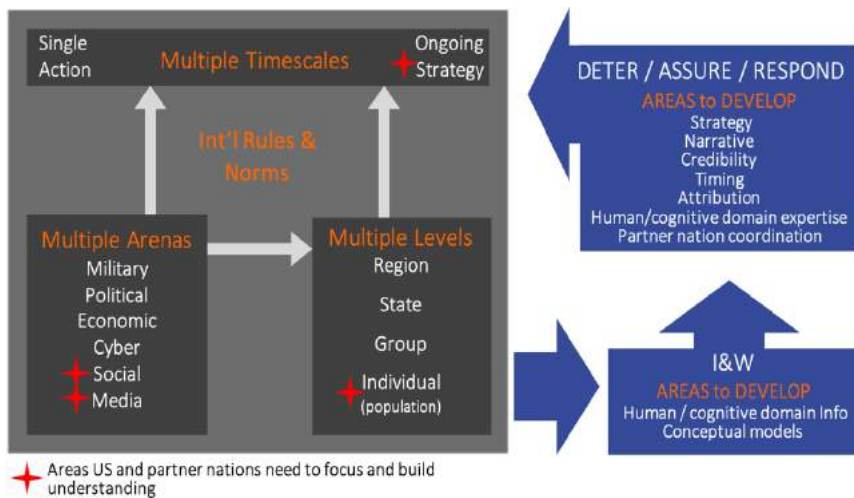 Single
Action
Multiple Timescales
Ongoing
Strategy
Int'l Rules &
Norms
Multiple Arenas
Military
Political
Economic
Cyber
Social
Media
Multiple Levels
Region
State
Group
Individual
(population)
Areas US and partner nations need to focus and build
understanding
DETER / ASSURE / RESPOND
AREAS to DEVELOP
Strategy
Narrative
Credibility
Timing
Attribution
Human/cognitive domain expertise
Partner nation coordination
I&W
AREAS to DEVELOP
Human / cognitive domain Info
Conceptual models